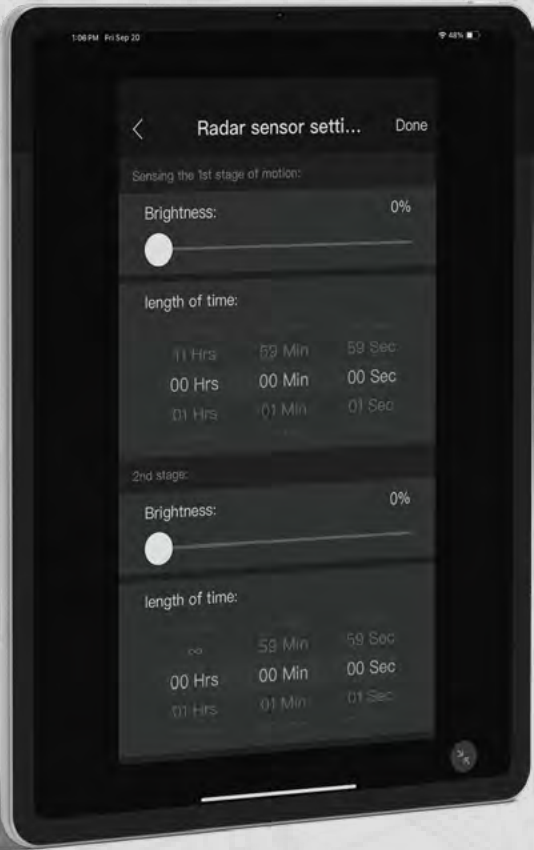 1:06 PM Fri Sep 20 48%
Radar sensor setti... Done
Sensing the 1st stage of motion:
Brightness: 0%
length of time:
11 Hrs 59 Min 59 Sec
00 Hrs 00 Min 00 Sec
01 Hrs 01 Min 01 Sec
2nd stage:
Brightness: 0%
length of time:
∞ 59 Min 59 Sec
00 Hrs 00 Min 00 Sec
01 Hrs 01 Min 01 Sec